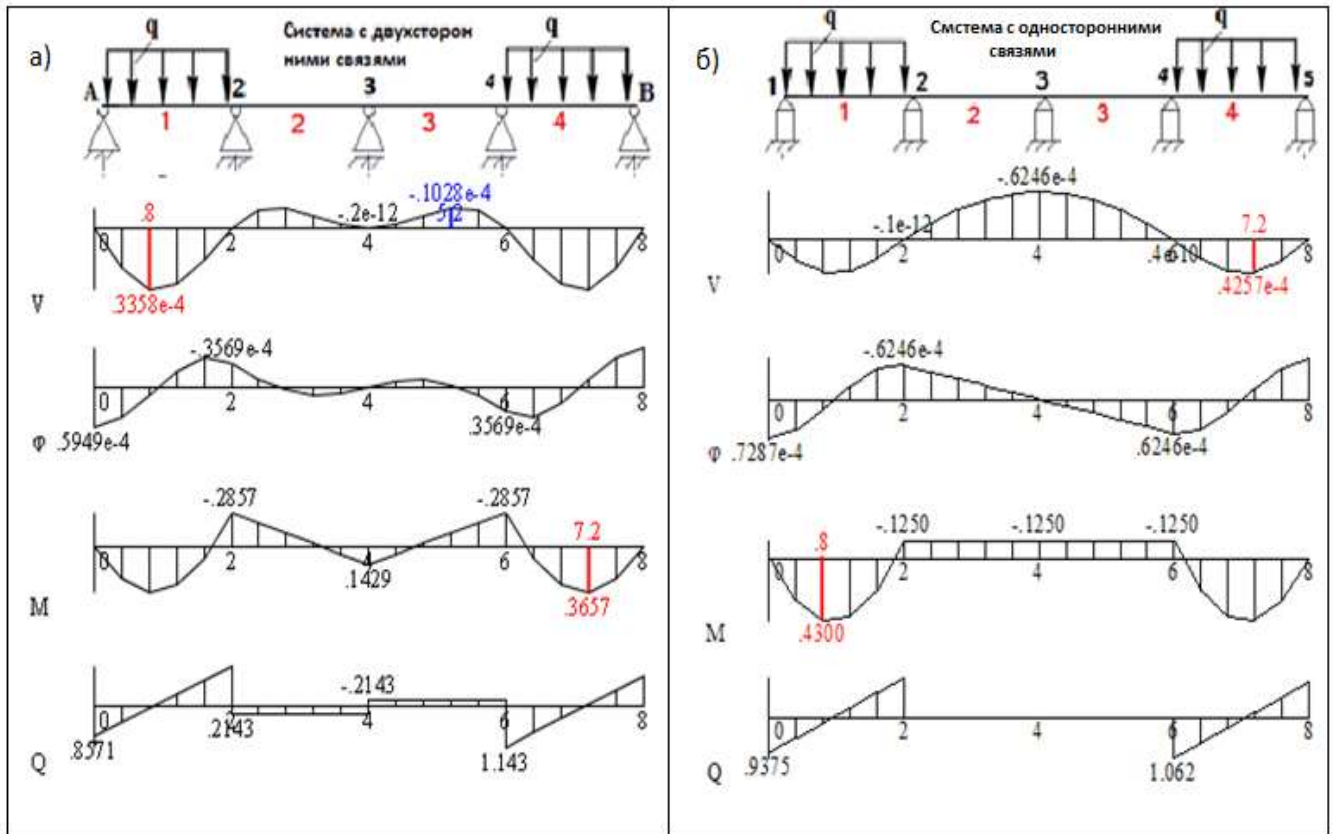 а)
q
Система с двухсторон
ними связями
q
A 2 3 4 B
1 2 3 4
-.1028e-4
.8 -.2e-12 5.2
0 2 4 6 8
.3358e-4
V
-.3569e-4
0 2 4 6 8
.3569e-4
φ .5949e-4
-.2857 -.2857
7.2
0 2 4 6 8
.1429
.3657
M
-.2143
0 2 4 6 8
.2143
.8571 1.143
Q
б)
q
Смстема с односторонними
связями
q
1 2 3 4 5
1 2 3 4
-.6246e-4
-.1e-12 7.2
0 2 4 6 8
.4e-10
.4257e-4
V
-.6246e-4
0 2 4 6 8
φ .7287e-4 .6246e-4
-.1250 -.1250 -.1250
.8
0 2 4 6 8
.4300
M
0 2 4 6 8
Q .9375 1.062